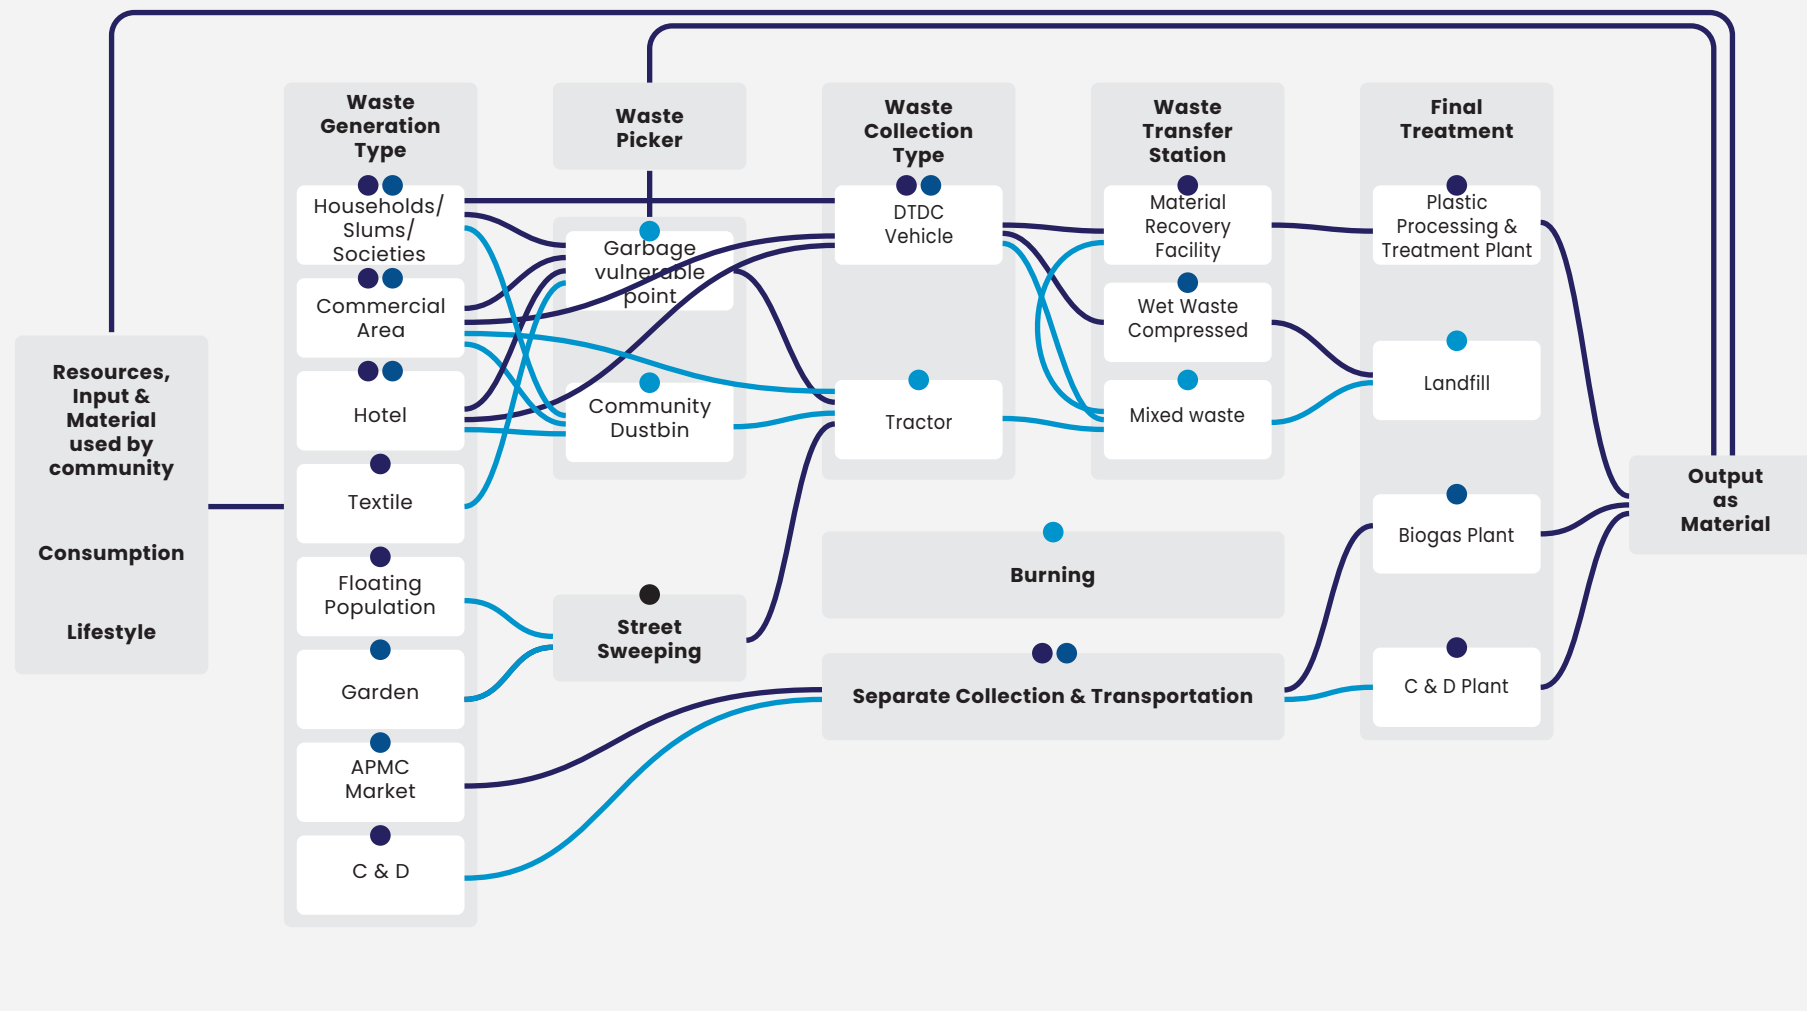 Resources,
Input &
Material
used by
community
Consumption
Lifestyle
Waste
Generation
Type
Households/
Slums/
Societies
Commercial
Area
Hotel
Textile
Floating
Population
Garden
APMC
Market
C & D
Waste
Picker
Garbage
vulnerable
point
Community
Dustbin
Street
Sweeping
Waste
Collection
Type
DTDC
Vehicle
Tractor
Waste
Transfer
Station
Material
Recovery
Facility
Wet Waste
Compressed
Mixed waste
Burning
Separate Collection & Transportation
Final
Treatment
Plastic
Processing &
Treatment Plant
Landfill
Biogas Plant
C & D Plant
Output
as
Material